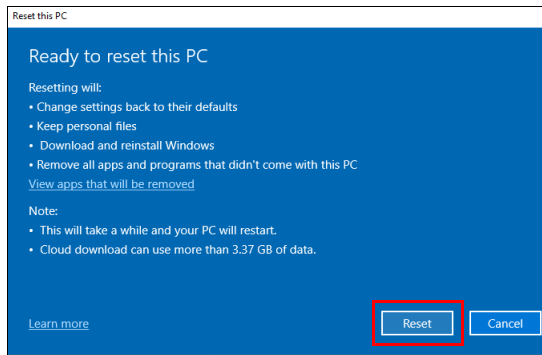 Reset this PC
Ready to reset this PC
Resetting will:
• Change settings back to their defaults
• Keep personal files
• Download and reinstall Windows
• Remove all apps and programs that didn't come with this PC
View apps that will be removed
Note:
• This will take a while and your PC will restart.
• Cloud download can use more than 3.37 GB of data.
Learn more
Reset
Cancel